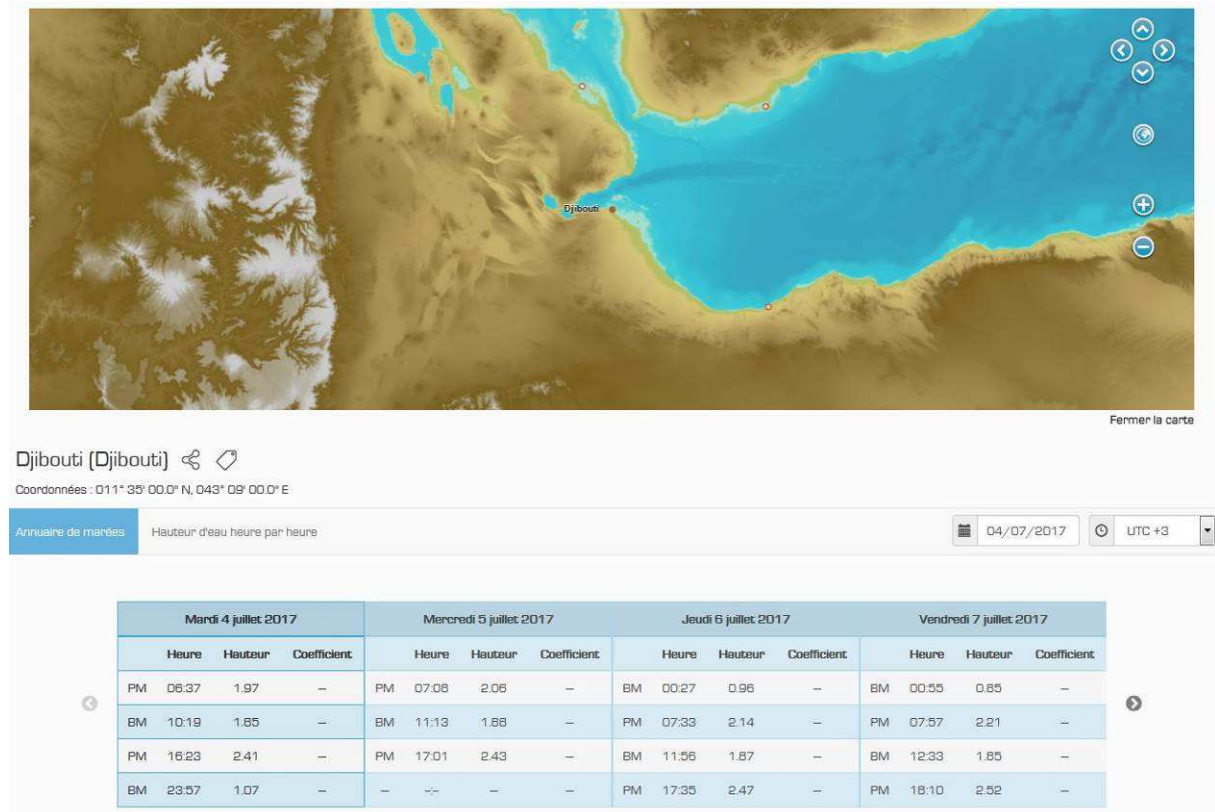 Djibouti
Fermer la carte
Djibouti (Djibouti)
Coordonnées : 011° 35' 00.0" N, 043° 09' 00.0" E
Annuaire de marées Hauteur d'eau heure par heure 04/07/2017 UTC +3
Mardi 4 juillet 2017 Mercredi 5 juillet 2017 Jeudi 6 juillet 2017 Vendredi 7 juillet 2017
Heure Hauteur Coefficient Heure Hauteur Coefficient Heure Hauteur Coefficient Heure Hauteur Coefficient
PM 06:37 1.97 – PM 07:08 2.06 – BM 00:27 0.96 – BM 00:55 0.85 –
BM 10:19 1.85 – BM 11:13 1.88 – PM 07:33 2.14 – PM 07:57 2.21 –
PM 16:23 2.41 – PM 17:01 2.43 – BM 11:56 1.87 – BM 12:33 1.85 –
BM 23:57 1.07 – – -:- – – PM 17:35 2.47 – PM 18:10 2.52 –